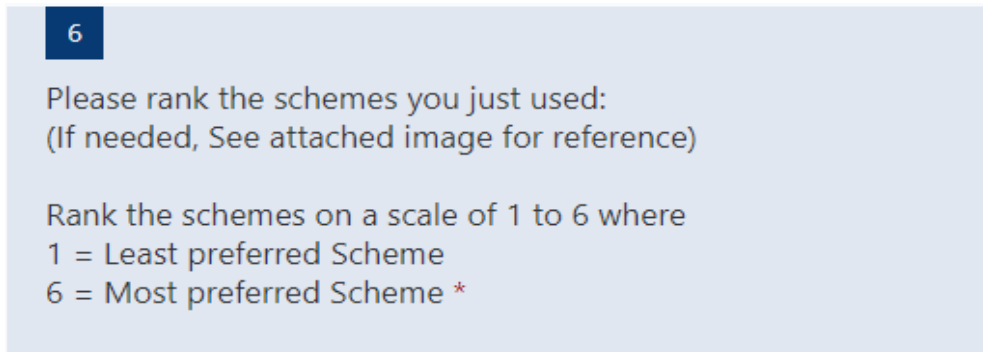 6
Please rank the schemes you just used:
(If needed, See attached image for reference)
Rank the schemes on a scale of 1 to 6 where
1 = Least preferred Scheme
6 = Most preferred Scheme *